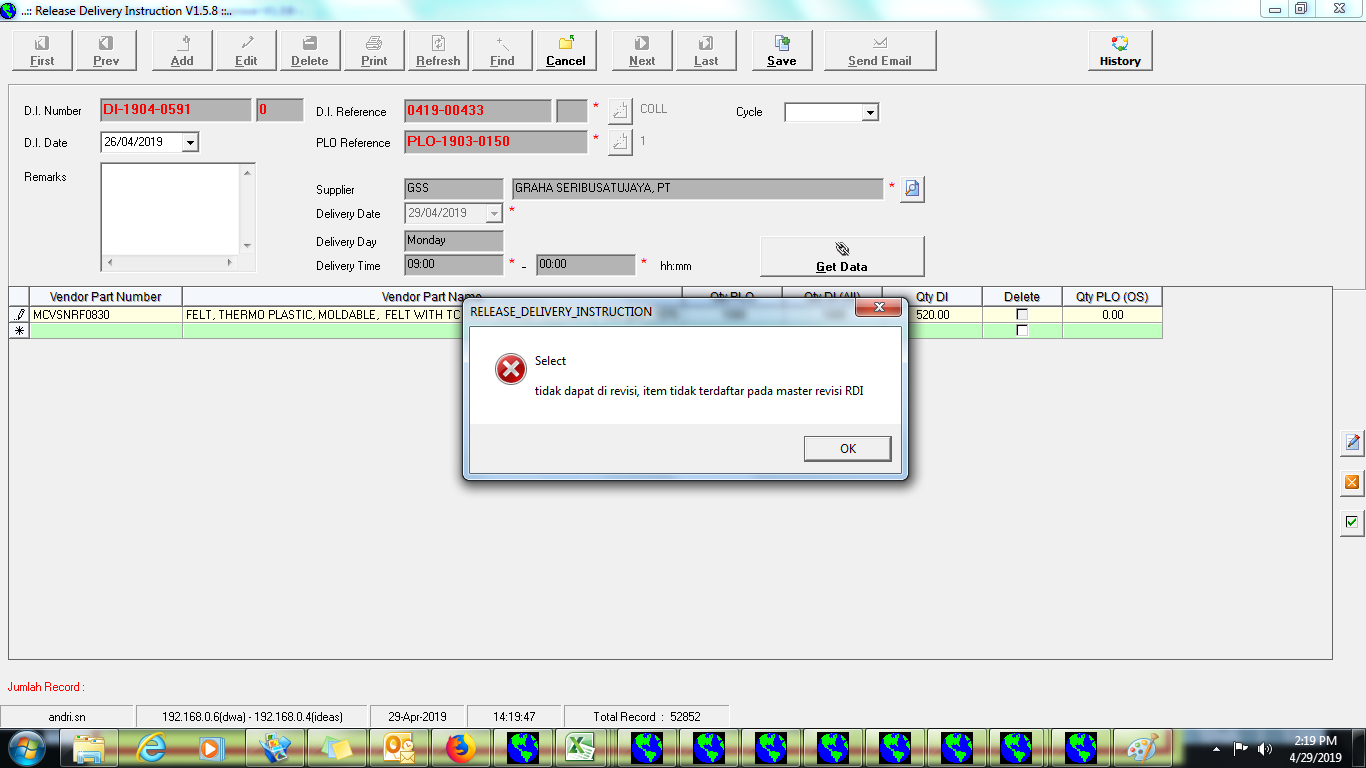 ..:: Release Delivery Instruction V1.5.8 ::..
First Prev Add Edit Delete Print Refresh Find Cancel Next Last Save Send Email History
D.I. Number DI-1904-0591 0 D.I. Reference 0419-00433 * COLL Cycle
D.I. Date 26/04/2019 PLO Reference PLO-1903-0150 * 1
Remarks
Supplier GSS GRAHA SERIBUSATUJAYA, PT *
Delivery Date 29/04/2019 *
Delivery Day Monday
Delivery Time 09:00 * - 00:00 * hh:mm
Get Data
Vendor Part Number Vendor Part Name Qty PLO Qty DI (All) Qty DI Delete Qty PLO (OS)
MCVSNRF0830 FELT, THERMO PLASTIC, MOLDABLE, FELT WITH 520.00 0.00
RELEASE_DELIVERY_INSTRUCTION
Select
tidak dapat di revisi, item tidak terdaftar pada master revisi RDI
OK
Jumlah Record :
andri.sn 192.168.0.6(dwa) - 192.168.0.4(ideas) 29-Apr-2019 14:19:47 Total Record : 52852
2:19 PM
4/29/2019